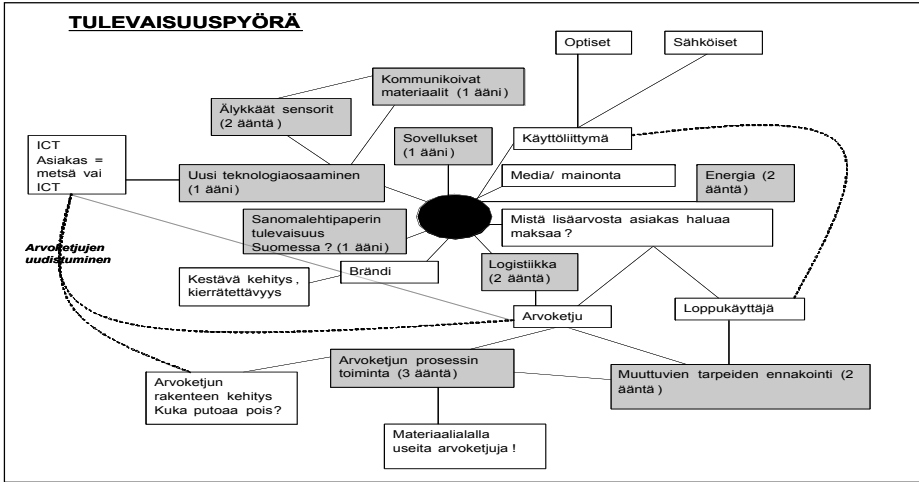 TULEVAISUUSPYÖRÄ
Optiset
Sähköiset
Kommunikoivat
materiaalit (1 ääni)
Älykkäät sensorit
(2 ääntä)
Sovellukset
(1 ääni)
Käyttöliittymä
ICT
Asiakas =
metsä vai
ICT
Uusi teknologiaosaaminen
(1 ääni)
Media/ mainonta
Energia (2
ääntä)
Sanomalehtipaperin
tulevaisuus
Suomessa ? (1 ääni)
Mistä lisäarvosta asiakas haluaa
maksaa ?
Arvoketjujen
uudistuminen
Brändi
Logistiikka
(2 ääntä)
Kestävä kehitys ,
kierrätettävyys
Arvoketju
Loppukäyttäjä
Arvoketjun prosessin
toiminta (3 ääntä)
Muuttuvien tarpeiden ennakointi (2
ääntä )
Arvoketjun
rakenteen kehitys
Kuka putoaa pois?
Materiaalialalla
useita arvoketjuja !